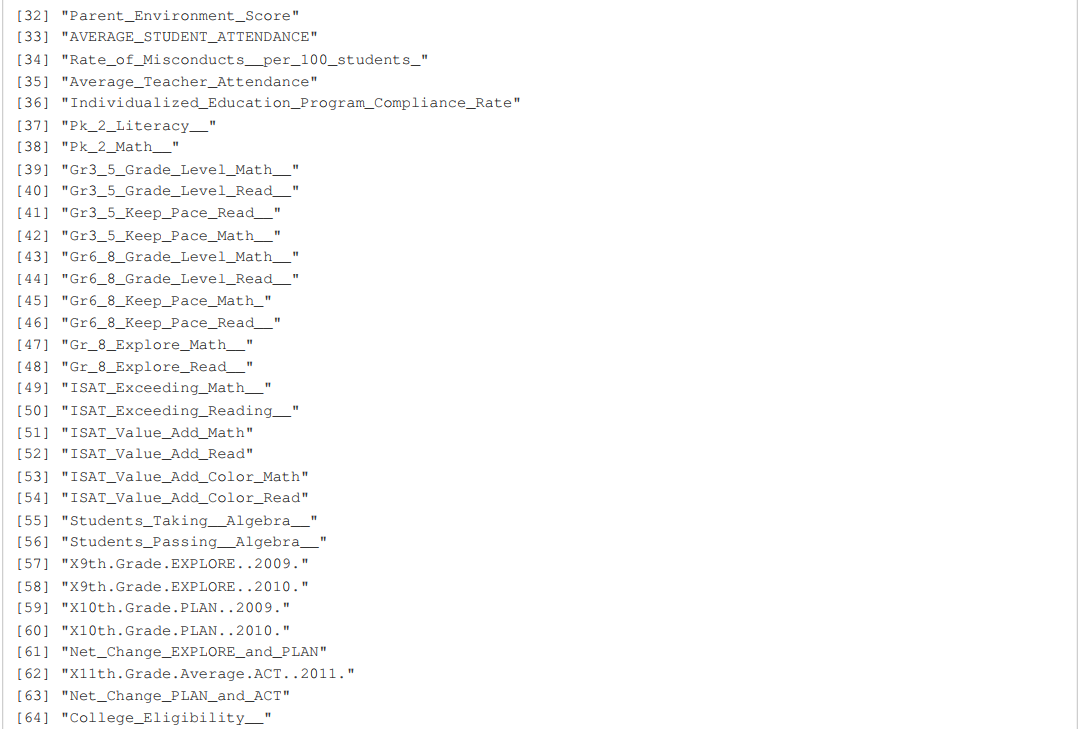 [32] "Parent_Environment_Score"
[33] "AVERAGE_STUDENT_ATTENDANCE"
[34] "Rate_of_Misconducts__per_100_students_"
[35] "Average_Teacher_Attendance"
[36] "Individualized_Education_Program_Compliance_Rate"
[37] "Pk_2_Literacy__"
[38] "Pk_2_Math__"
[39] "Gr3_5_Grade_Level_Math__"
[40] "Gr3_5_Grade_Level_Read__"
[41] "Gr3_5_Keep_Pace_Read__"
[42] "Gr3_5_Keep_Pace_Math__"
[43] "Gr6_8_Grade_Level_Math__"
[44] "Gr6_8_Grade_Level_Read__"
[45] "Gr6_8_Keep_Pace_Math_"
[46] "Gr6_8_Keep_Pace_Read__"
[47] "Gr_8_Explore_Math__"
[48] "Gr_8_Explore_Read__"
[49] "ISAT_Exceeding_Math__"
[50] "ISAT_Exceeding_Reading__"
[51] "ISAT_Value_Add_Math"
[52] "ISAT_Value_Add_Read"
[53] "ISAT_Value_Add_Color_Math"
[54] "ISAT_Value_Add_Color_Read"
[55] "Students_Taking__Algebra__"
[56] "Students_Passing__Algebra__"
[57] "X9th.Grade.EXPLORE..2009."
[58] "X9th.Grade.EXPLORE..2010."
[59] "X10th.Grade.PLAN..2009."
[60] "X10th.Grade.PLAN..2010."
[61] "Net_Change_EXPLORE_and_PLAN"
[62] "X11th.Grade.Average.ACT..2011."
[63] "Net_Change_PLAN_and_ACT"
[64] "College_Eligibility__"